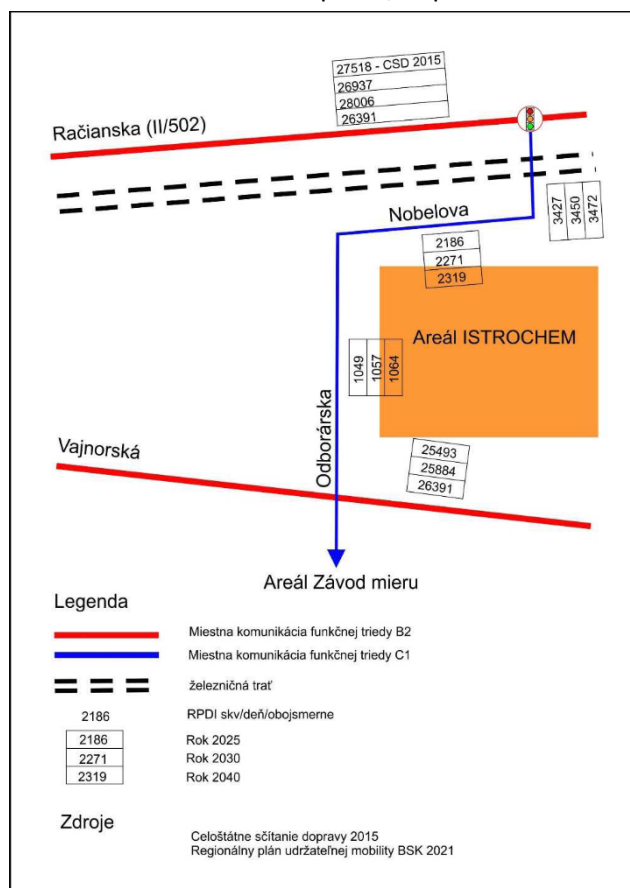 27518 - CSD 2015
26937
28006
26391
Račianska (II/502)
Nobelova
3427
3450
3472
2186
2271
2319
Areál ISTROCHEM
1049
1057
1064
Odborárska
Vajnorská
25493
25884
26391
Areál Závod mieru
Legenda
Miestna komunikácia funkčnej triedy B2
Miestna komunikácia funkčnej triedy C1
železničná trať
2186 RPDI skv/deň/obojsmerne
2186 Rok 2025
2271 Rok 2030
2319 Rok 2040
Zdroje
Celoštátne sčítanie dopravy 2015
Regionálny plán udržateľnej mobility BSK 2021